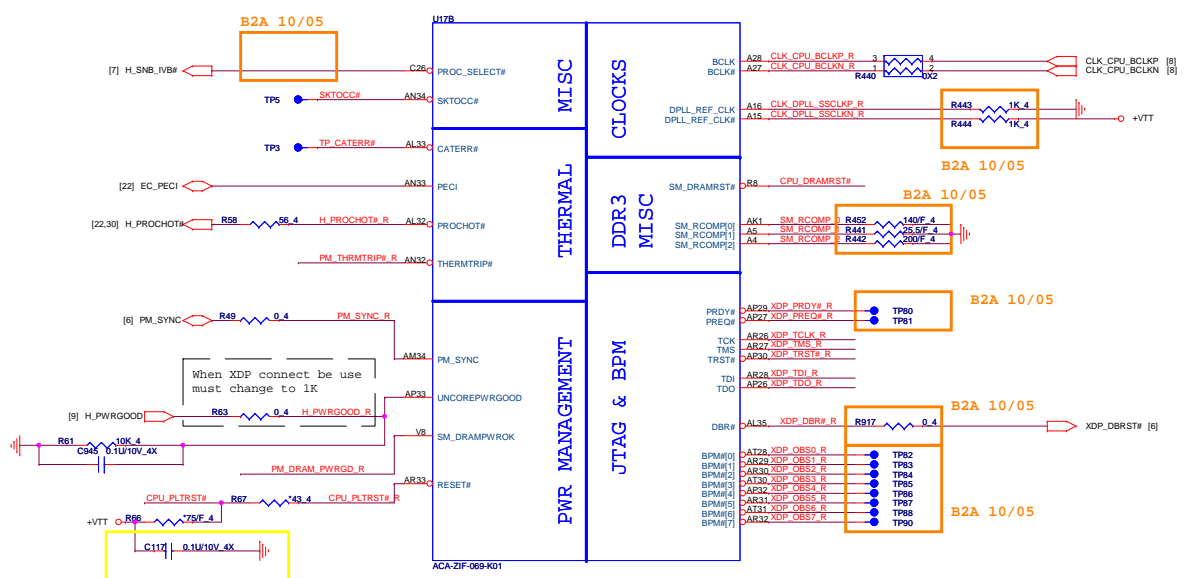 U17B
B2A 10/05
[7] H_SNB_IVB#
C26
PROC_SELECT#
TP5
SKTOCC#
AN34
SKTOCC#
TP3
TP_CATERR#
AL33
CATERR#
[22] EC_PECI
AN33
PECI
[22,30] H_PROCHOT#
R58
56_4
H_PROCHOT#_R
AL32
PROCHOT#
PM_THRMTRIP#_R
AN32
THERMTRIP#
[6] PM_SYNC
R49
0_4
PM_SYNC_R
AM34
PM_SYNC
When XDP connect be use
must change to 1K
[9] H_PWRGOOD
R63
0_4
H_PWRGOOD_R
AP33
UNCOREPWRGOOD
R61
10K_4
C945
0.1U/10V_4X
V8
SM_DRAMPWROK
PM_DRAM_PWRGD_R
CPU_PLTRST#
R67
*43_4
CPU_PLTRST#_R
AR33
RESET#
+VTT
R66
*75/F_4
C117
0.1U/10V_4X
MISC
THERMAL
PWR MANAGEMENT
CLOCKS
DDR3
MISC
JTAG & BPM
ACA-ZIF-069-K01
BCLK
BCLK#
A28
A27
CLK_CPU_BCLKP_R
CLK_CPU_BCLKN_R
3
4
1
2
R440
0X2
CLK_CPU_BCLKP [8]
CLK_CPU_BCLKN [8]
DPLL_REF_CLK
DPLL_REF_CLK#
A16
A15
CLK_DPLL_SSCLKP_R
CLK_DPLL_SSCLKN_R
R443
1K_4
R444
1K_4
+VTT
B2A 10/05
SM_DRAMRST#
R8
CPU_DRAMRST#
B2A 10/05
SM_RCOMP[0]
SM_RCOMP[1]
SM_RCOMP[2]
AK1
A5
A4
SM_RCOMP_0
SM_RCOMP_1
SM_RCOMP_2
R452
140/F_4
R441
25.5/F_4
R442
200/F_4
PRDY#
PREQ#
AP29
AP27
XDP_PRDY#_R
XDP_PREQ#_R
TP80
TP81
B2A 10/05
TCK
TMS
TRST#
AR26
AR27
AP30
XDP_TCLK_R
XDP_TMS_R
XDP_TRST#_R
TDI
TDO
AR28
AP26
XDP_TDI_R
XDP_TDO_R
B2A 10/05
DBR#
AL35
XDP_DBR#_R
R917
0_4
XDP_DBRST# [6]
BPM#[0]
BPM#[1]
BPM#[2]
BPM#[3]
BPM#[4]
BPM#[5]
BPM#[6]
BPM#[7]
AT28
AR29
AR30
AT30
AP32
AR31
AT31
AR32
XDP_OBS0_R
XDP_OBS1_R
XDP_OBS2_R
XDP_OBS3_R
XDP_OBS4_R
XDP_OBS5_R
XDP_OBS6_R
XDP_OBS7_R
TP82
TP83
TP84
TP85
TP86
TP87
TP88
TP90
B2A 10/05